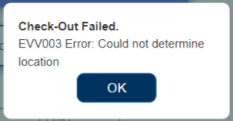 Check-Out Failed.
EVV003 Error: Could not determine
location
OK